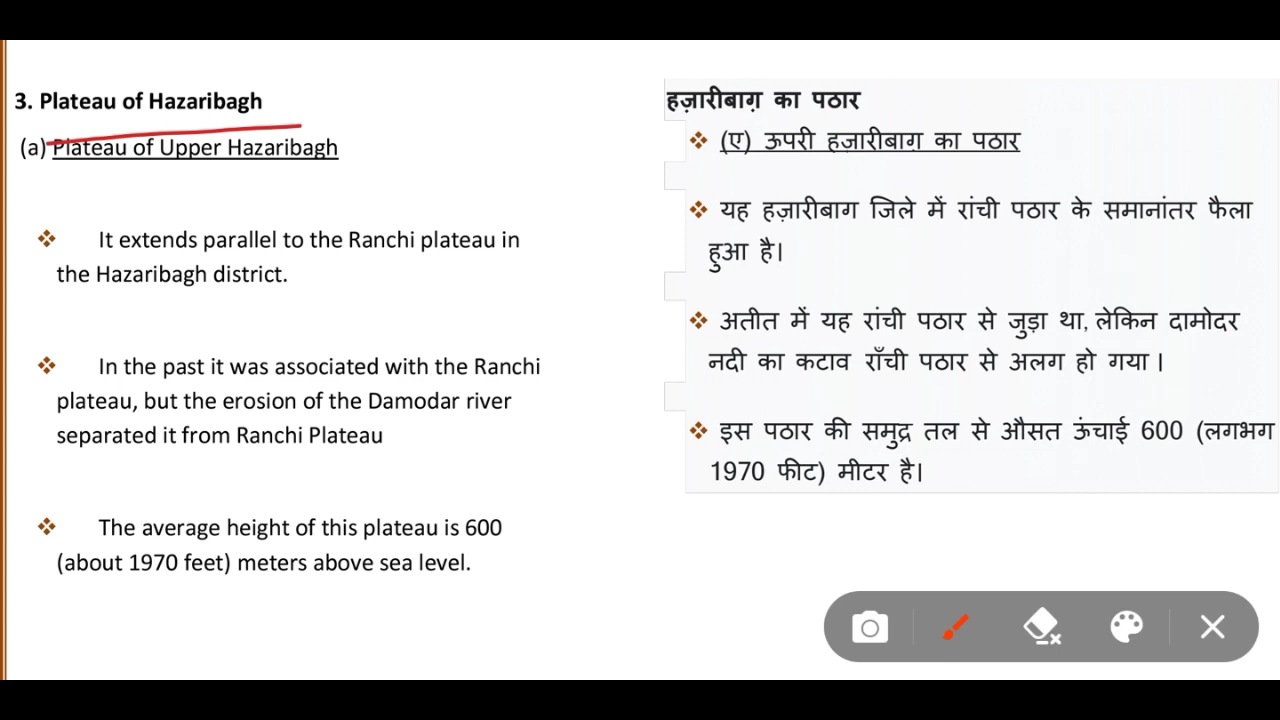 3. Plateau of Hazaribagh
(a) Plateau of Upper Hazaribagh
❖ It extends parallel to the Ranchi plateau in
the Hazaribagh district.
❖ In the past it was associated with the Ranchi
plateau, but the erosion of the Damodar river
separated it from Ranchi Plateau
❖ The average height of this plateau is 600
(about 1970 feet) meters above sea level.
हज़ारीबाग़ का पठार
❖ (ए) ऊपरी हज़ारीबाग़ का पठार
❖ यह हज़ारीबाग जिले में रांची पठार के समानांतर फैला
हुआ है।
❖ अतीत में यह रांची पठार से जुड़ा था, लेकिन दामोदर
नदी का कटाव राँची पठार से अलग हो गया ।
❖ इस पठार की समुद्र तल से औसत ऊंचाई 600 (लगभग
1970 फीट) मीटर है।